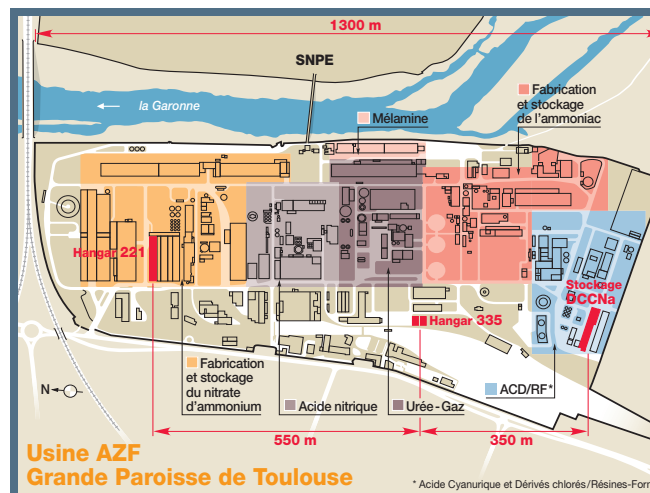 1300 m
SNPE
la Garonne
Mélamine
Fabrication
et stockage
de l'ammoniac
Hangar 221
Stockage
DCCNa
Hangar 335
N
Fabrication
et stockage
du nitrate
d'ammonium
Acide nitrique
Urée - Gaz
ACD/RF*
550 m
350 m
Usine AZF
Grande Paroisse de Toulouse
* Acide Cyanurique et Dérivés chlorés/Résines-Forr